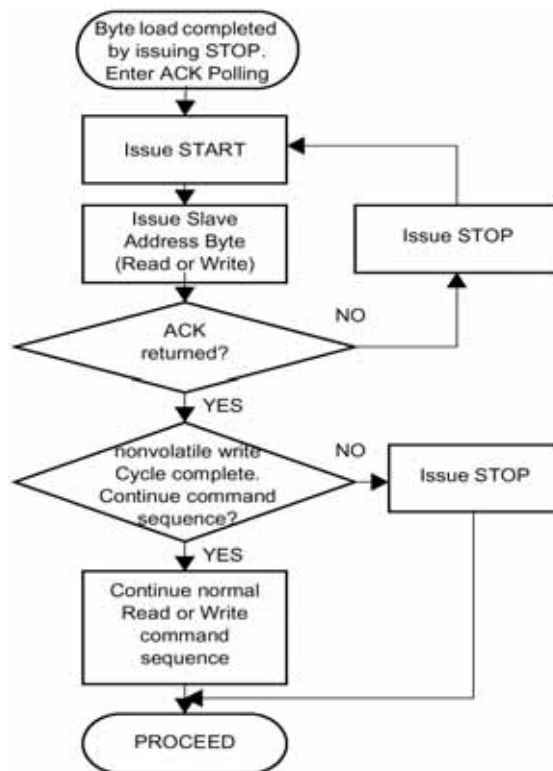 Byte load completed
by issuing STOP.
Enter ACK Polling
Issue START
Issue Slave
Address Byte
(Read or Write)
Issue STOP
ACK
returned?
NO
YES
nonvolatile write
Cycle complete.
Continue command
sequence?
NO
Issue STOP
YES
Continue normal
Read or Write
command
sequence
PROCEED